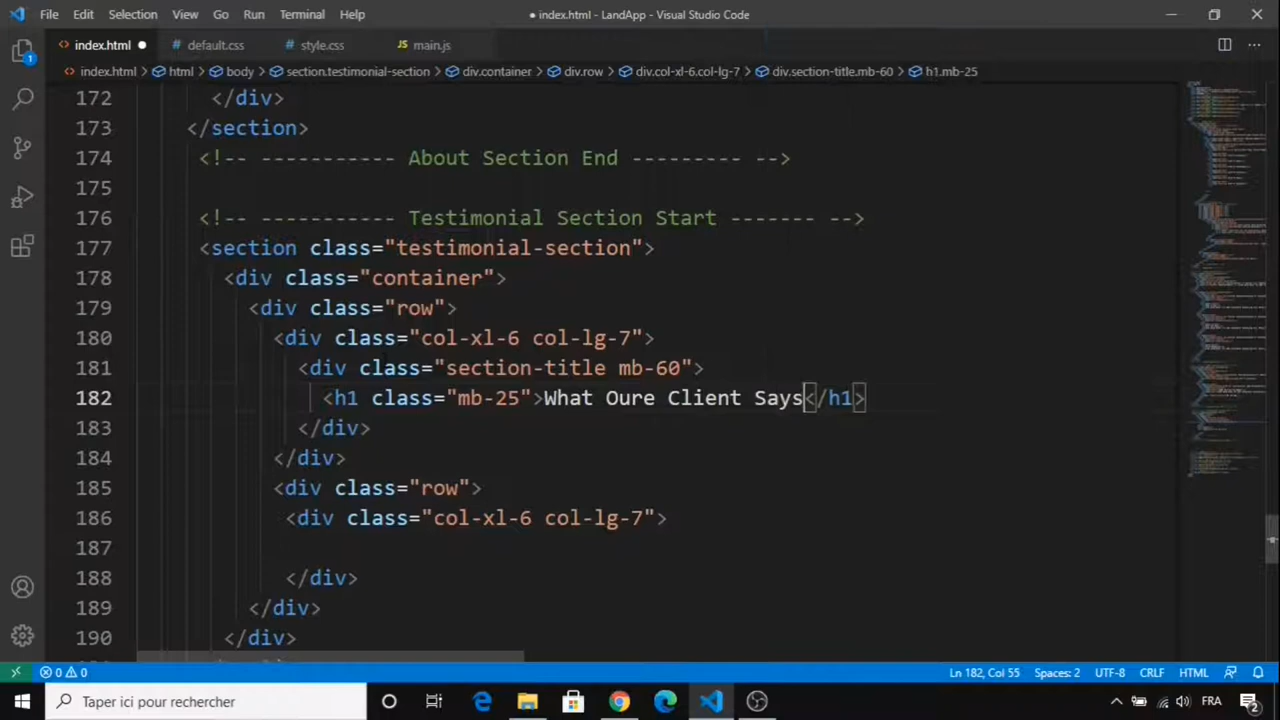 File Edit Selection View Go Run Terminal Help
● index.html - LandApp - Visual Studio Code
<> index.html ● # default.css # style.css JS main.js
<> index.html > html > body > section.testimonial-section > div.container > div.row > div.col-xl-6.col-lg-7 > div.section-title.mb-60 > h1.mb-25
172 </div>
173 </section>
174 <!-- ----------- About Section End --------- -->
175
176 <!-- ----------- Testimonial Section Start ------- -->
177 <section class="testimonial-section">
178 <div class="container">
179 <div class="row">
180 <div class="col-xl-6 col-lg-7">
181 <div class="section-title mb-60">
182 <h1 class="mb-25">What Oure Client Says</h1>
183 </div>
184 </div>
185 <div class="row">
186 <div class="col-xl-6 col-lg-7">
187
188 </div>
189 </div>
190 </div>
1
0 0 Ln 182, Col 55 Spaces: 2 UTF-8 CRLF HTML
Taper ici pour rechercher
FRA
2